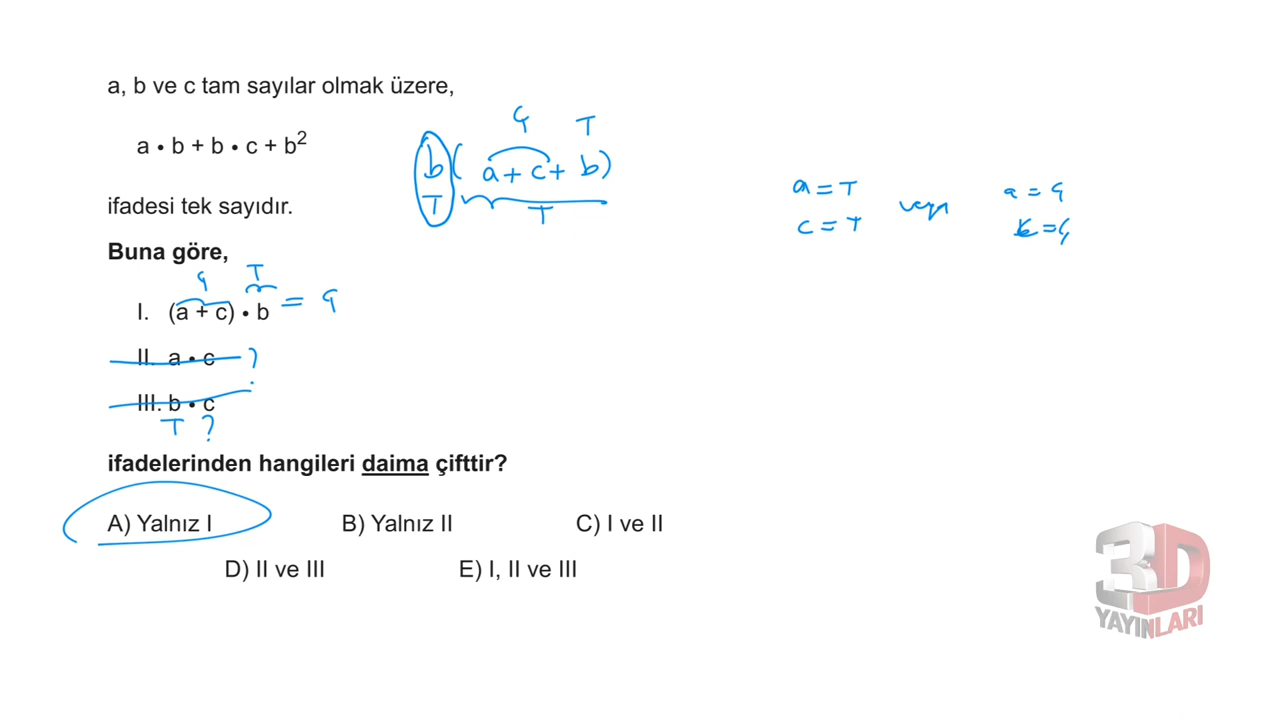 a, b ve c tam sayılar olmak üzere,
a • b + b • c + b²
ifadesi tek sayıdır.
Ç T
b ( a + c + b )
T T
a = T veya a = Ç
c = T c = Ç
Buna göre,
Ç T
I. (a + c) • b = Ç
II. a • c ?
III. b • c
T ?
ifadelerinden hangileri daima çifttir?
A) Yalnız I B) Yalnız II C) I ve II
D) II ve III E) I, II ve III
3D
YAYINLARI